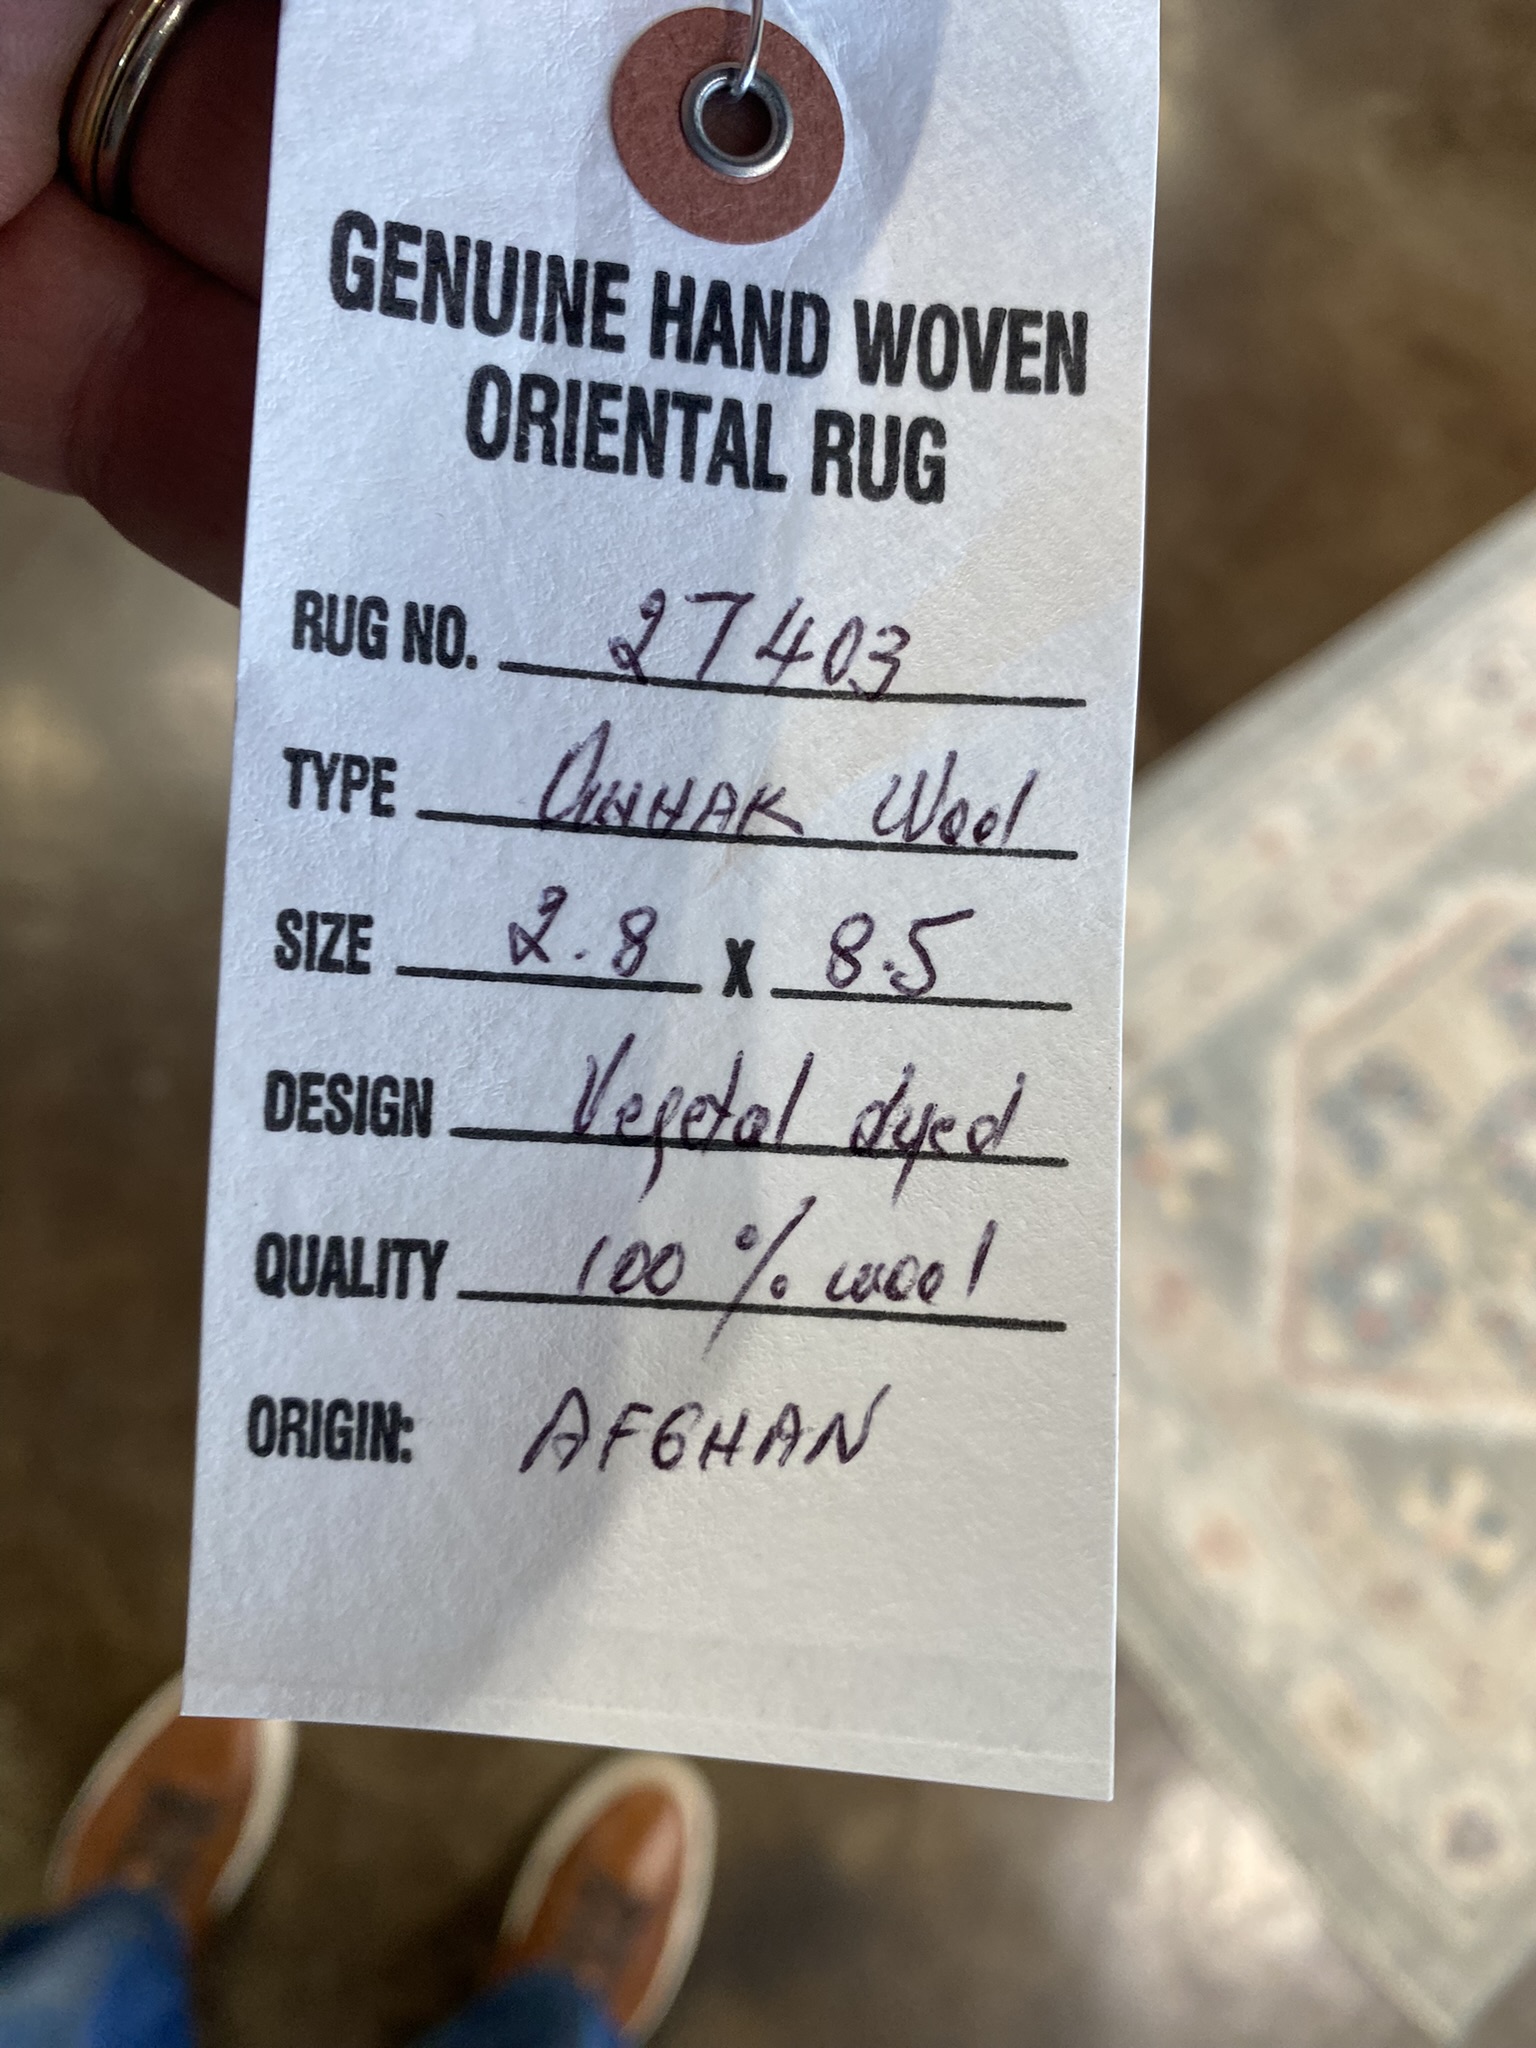 GENUINE HAND WOVEN
ORIENTAL RUG
RUG NO. 27403
TYPE Wool
SIZE 2.8 X 8.5
DESIGN Vegetal dyed
QUALITY 100% wool
ORIGIN: AFGHAN